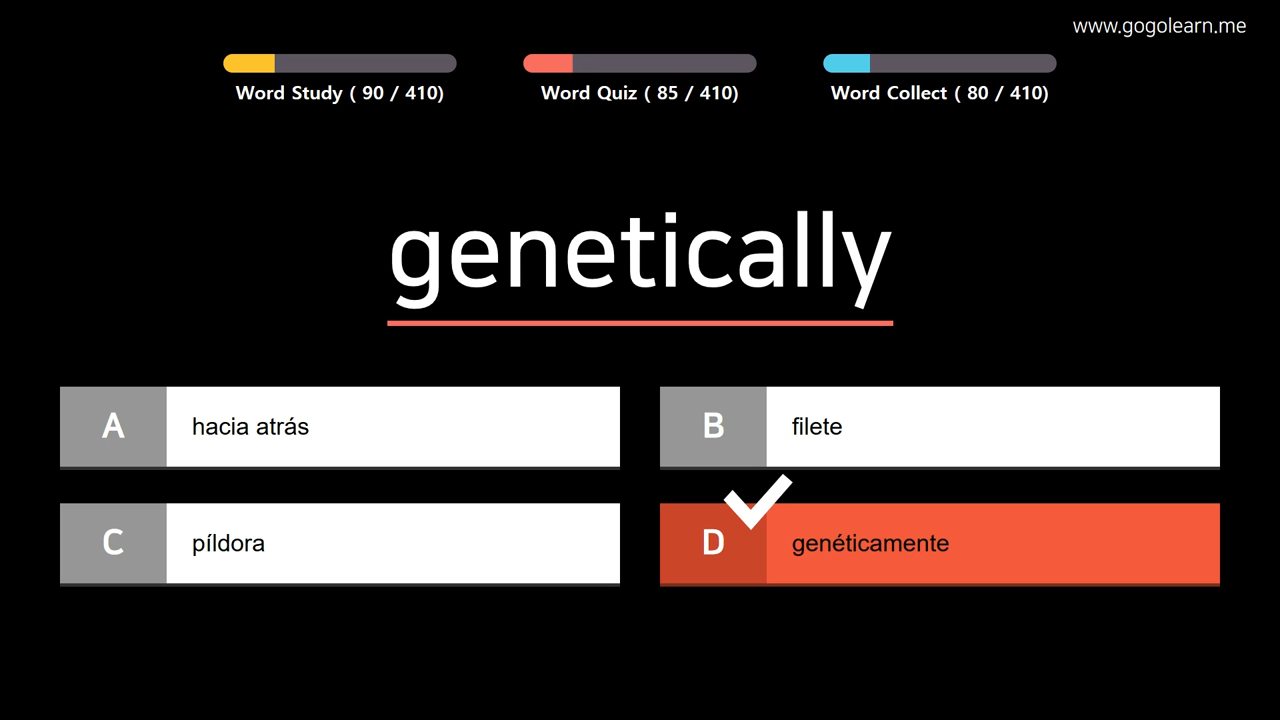 www.gogolearn.me
Word Study ( 90 / 410)
Word Quiz ( 85 / 410)
Word Collect ( 80 / 410)
genetically
A hacia atrás
B filete
C píldora
D genéticamente